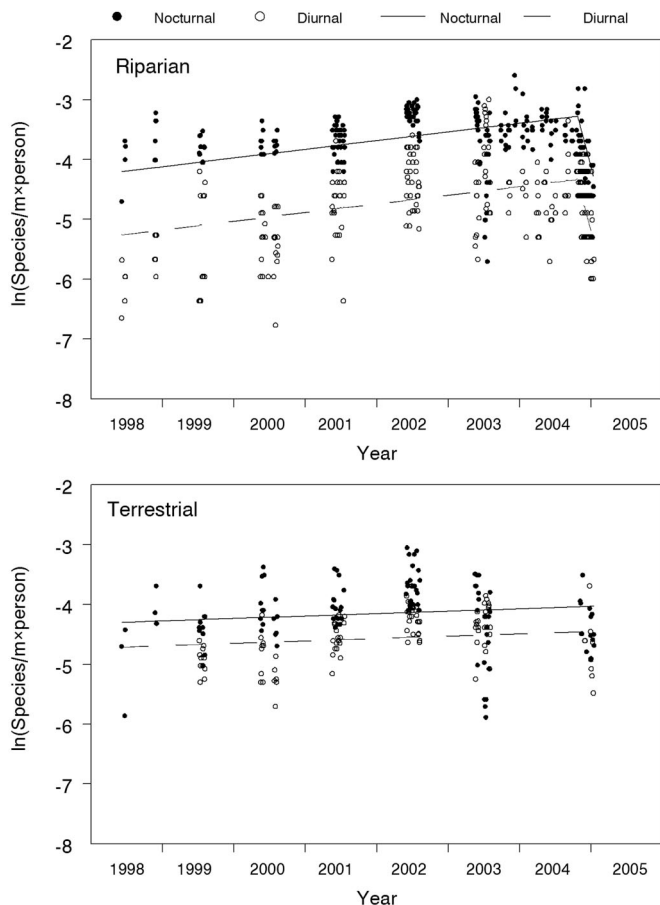 Nocturnal Diurnal Nocturnal Diurnal
-2
Riparian
-3
-4
-5
-6
-7
-8
ln(Species/m×person)
1998 1999 2000 2001 2002 2003 2004 2005
Year
-2
Terrestrial
-3
-4
-5
-6
-7
-8
ln(Species/m×person)
1998 1999 2000 2001 2002 2003 2004 2005
Year